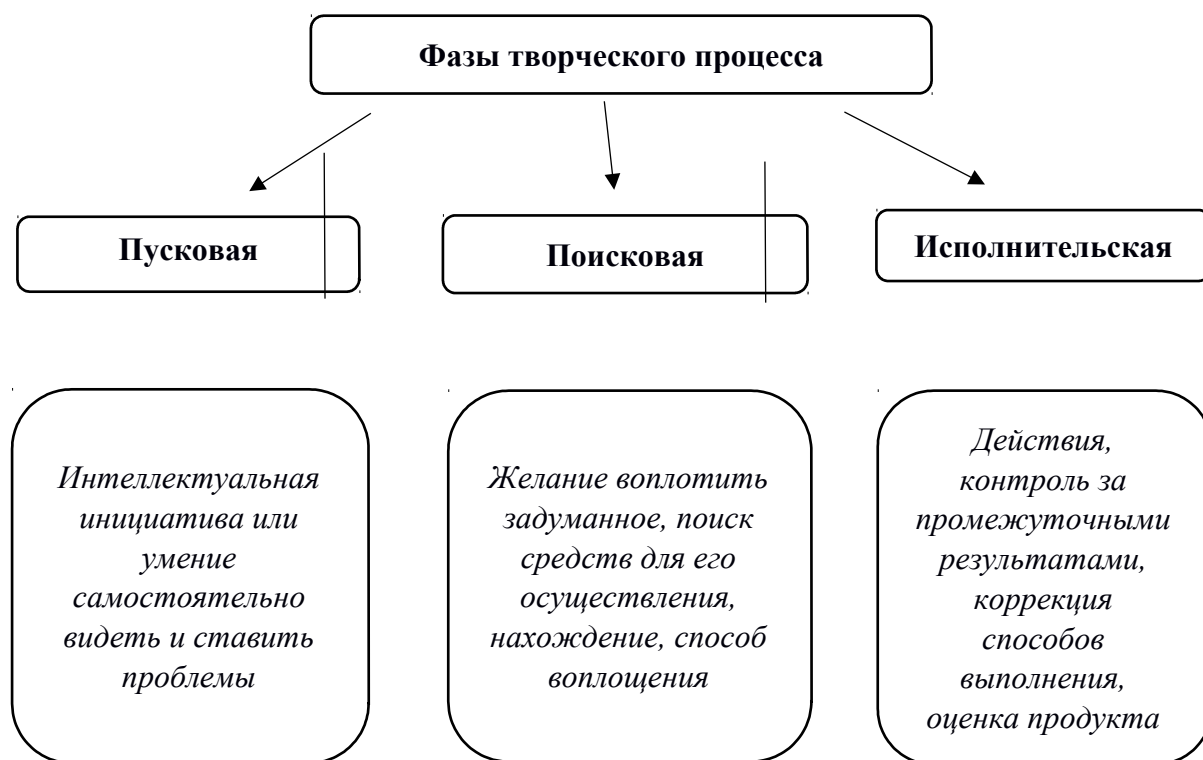 Фазы творческого процесса
Пусковая
Поисковая
Исполнительская
Интеллектуальная
инициатива или
умение
самостоятельно
видеть и ставить
проблемы
Желание воплотить
задуманное, поиск
средств для его
осуществления,
нахождение, способ
воплощения
Действия,
контроль за
промежуточными
результатами,
коррекция
способов
выполнения,
оценка продукта